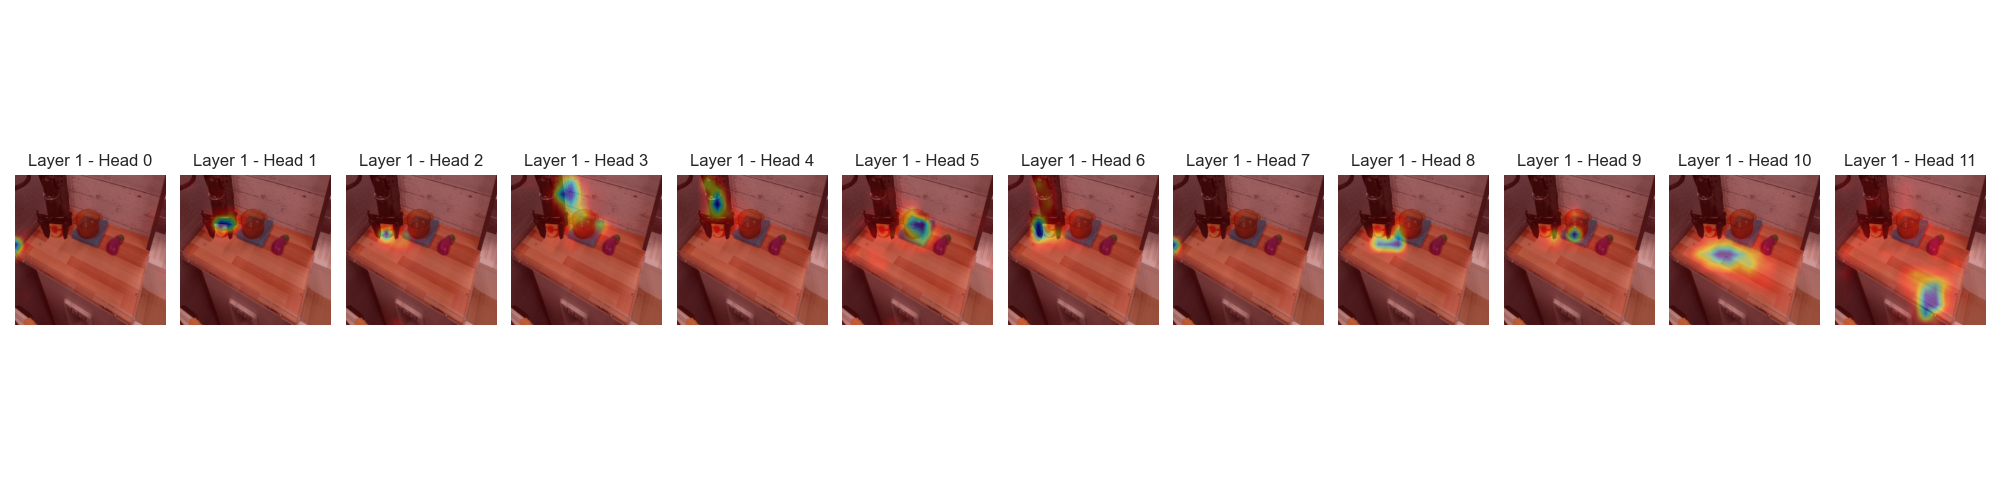 Layer 1 - Head 0
Layer 1 - Head 1
Layer 1 - Head 2
Layer 1 - Head 3
Layer 1 - Head 4
Layer 1 - Head 5
Layer 1 - Head 6
Layer 1 - Head 7
Layer 1 - Head 8
Layer 1 - Head 9
Layer 1 - Head 10
Layer 1 - Head 11